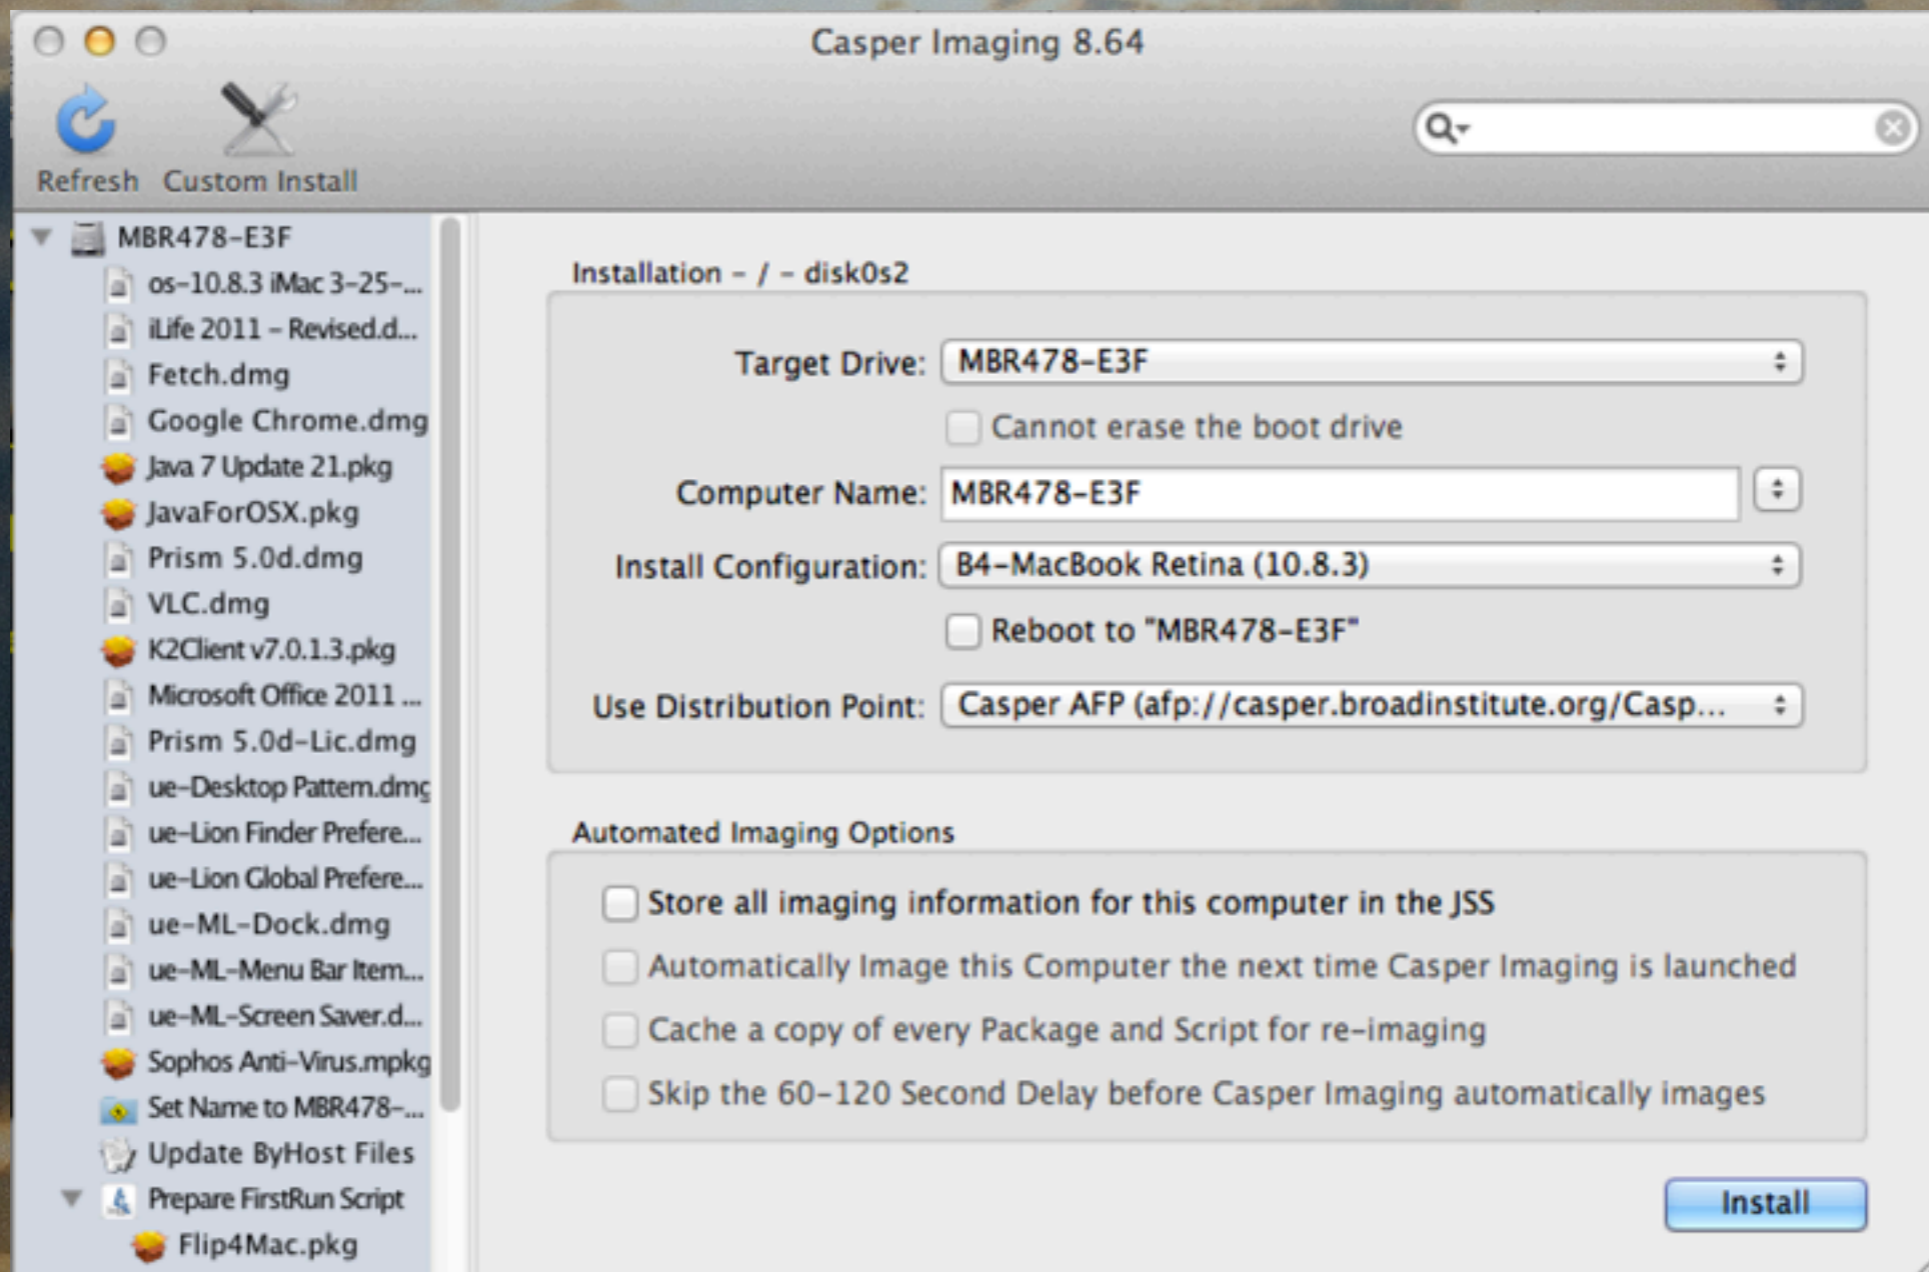 Casper Imaging 8.64
Refresh
Custom Install
MBR478-E3F
os-10.8.3 iMac 3-25-...
iLife 2011 - Revised.d...
Fetch.dmg
Google Chrome.dmg
Java 7 Update 21.pkg
JavaForOSX.pkg
Prism 5.0d.dmg
VLC.dmg
K2Client v7.0.1.3.pkg
Microsoft Office 2011 ...
Prism 5.0d-Lic.dmg
ue-Desktop Pattern.dmg
ue-Lion Finder Prefere...
ue-Lion Global Prefere...
ue-ML-Dock.dmg
ue-ML-Menu Bar Item...
ue-ML-Screen Saver.d...
Sophos Anti-Virus.mpkg
Set Name to MBR478-...
Update ByHost Files
Prepare FirstRun Script
Flip4Mac.pkg
Installation - / - disk0s2
Target Drive: MBR478-E3F
Cannot erase the boot drive
Computer Name: MBR478-E3F
Install Configuration: B4-MacBook Retina (10.8.3)
Reboot to "MBR478-E3F"
Use Distribution Point: Casper AFP (afp://casper.broadinstitute.org/Casp...
Automated Imaging Options
Store all imaging information for this computer in the JSS
Automatically Image this Computer the next time Casper Imaging is launched
Cache a copy of every Package and Script for re-imaging
Skip the 60-120 Second Delay before Casper Imaging automatically images
Install